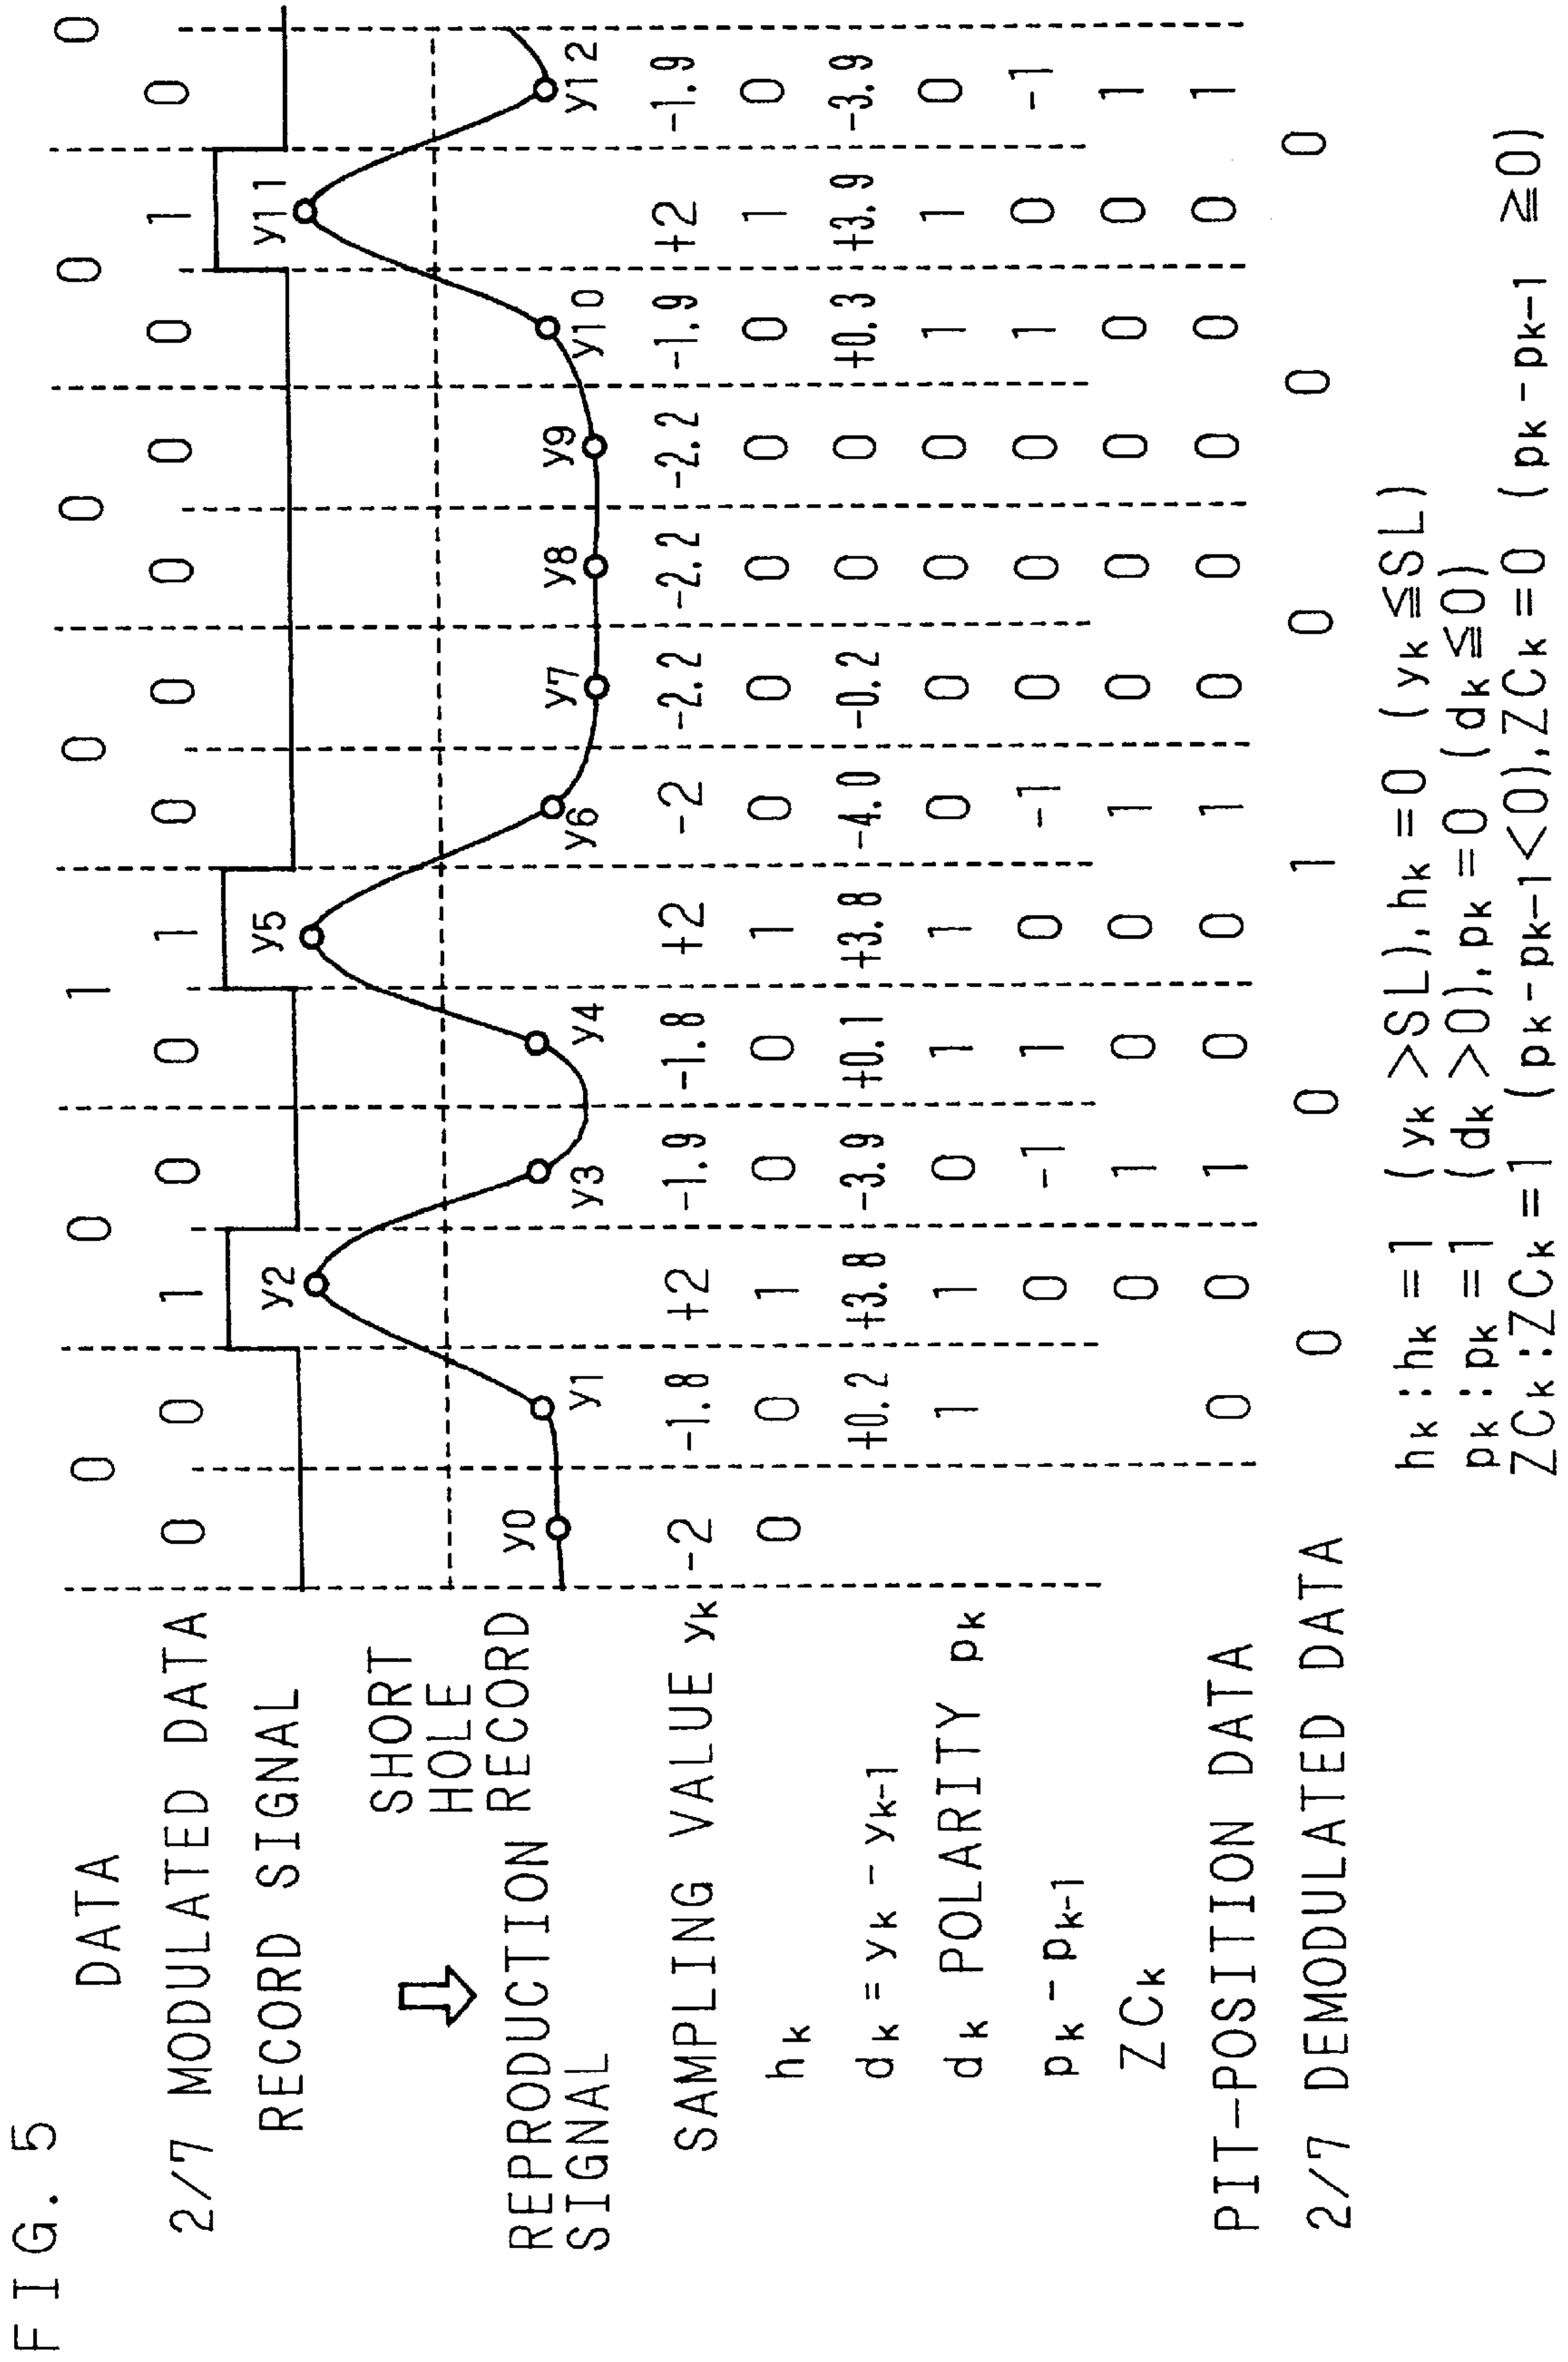 FIG. 5
DATA 0 0 1 0 0 0 0
2/7 MODULATED DATA 0 0 1 0 0 1 0 0 0 0 0 1 0
RECORD SIGNAL
SHORT
HOLE
RECORD
REPRODUCTION
SIGNAL
y0 y1 y2 y3 y4 y5 y6 y7 y8 y9 y10 y11 y12
SAMPLING VALUE yk -2 -1.8 +2 -1.9 -1.8 +2 -2 -2.2 -2.2 -2.2 -1.9 +2 -1.9
hk 0 0 1 0 0 1 0 0 0 0 0 1 0
dk = yk - yk-1 +0.2 +3.8 -3.9 +0.1 +3.8 -4.0 -0.2 0 0 +0.3 +3.9 -3.9
dk POLARITY pk 1 1 0 1 1 0 0 0 0 1 1 0
pk - pk-1 0 -1 1 0 -1 0 0 0 1 0 -1
ZCk 0 1 0 0 1 0 0 0 0 0 1
PIT-POSITION DATA 0 0 1 0 0 1 0 0 0 0 0 1
2/7 DEMODULATED DATA 0 0 1 0 0 0
hk : hk = 1 (yk > SL), hk = 0 (yk ≦ SL)
pk : pk = 1 (dk > 0), pk = 0 (dk ≦ 0)
ZCk : ZCk = 1 (pk - pk-1 < 0), ZCk = 0 (pk - pk-1 ≧ 0)